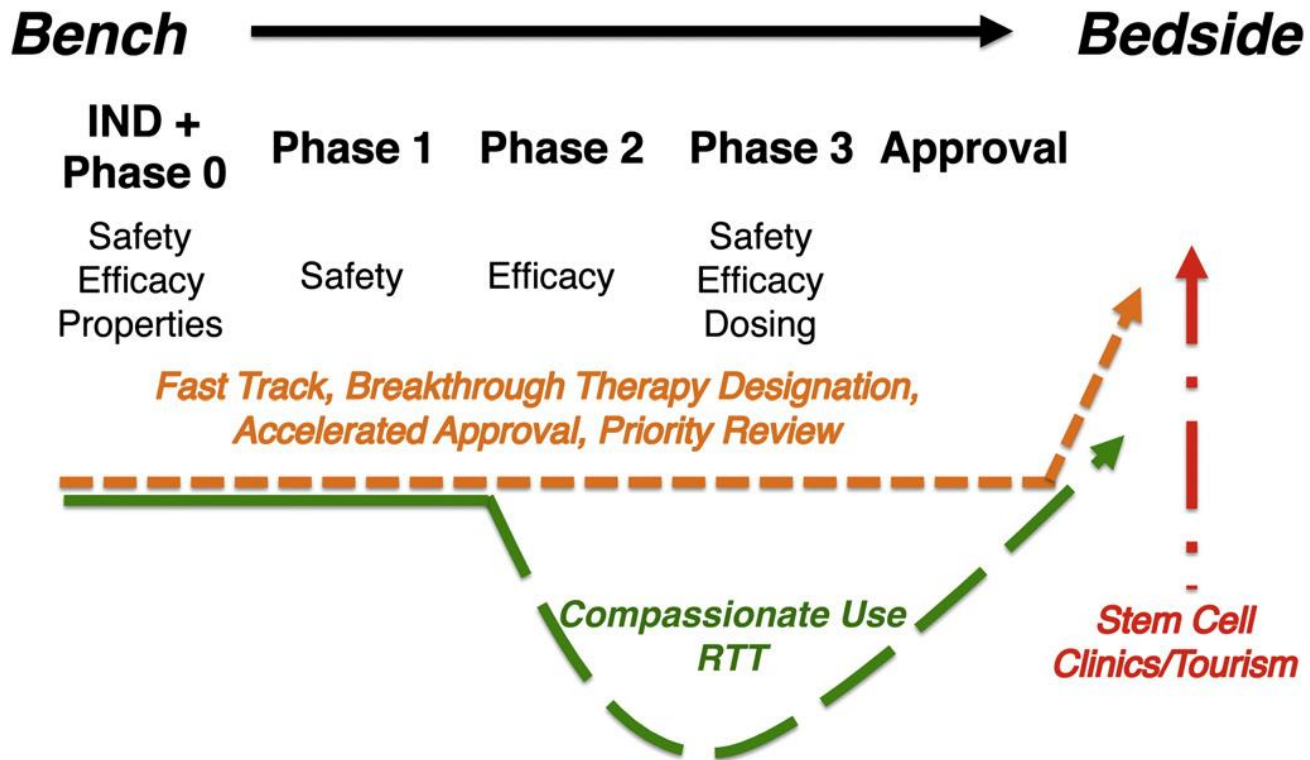 Bench
Bedside
IND +
Phase 0
Phase 1
Phase 2
Phase 3
Approval
Safety
Efficacy
Properties
Safety
Efficacy
Safety
Efficacy
Dosing
Fast Track, Breakthrough Therapy Designation,
Accelerated Approval, Priority Review
Compassionate Use
RTT
Stem Cell
Clinics/Tourism